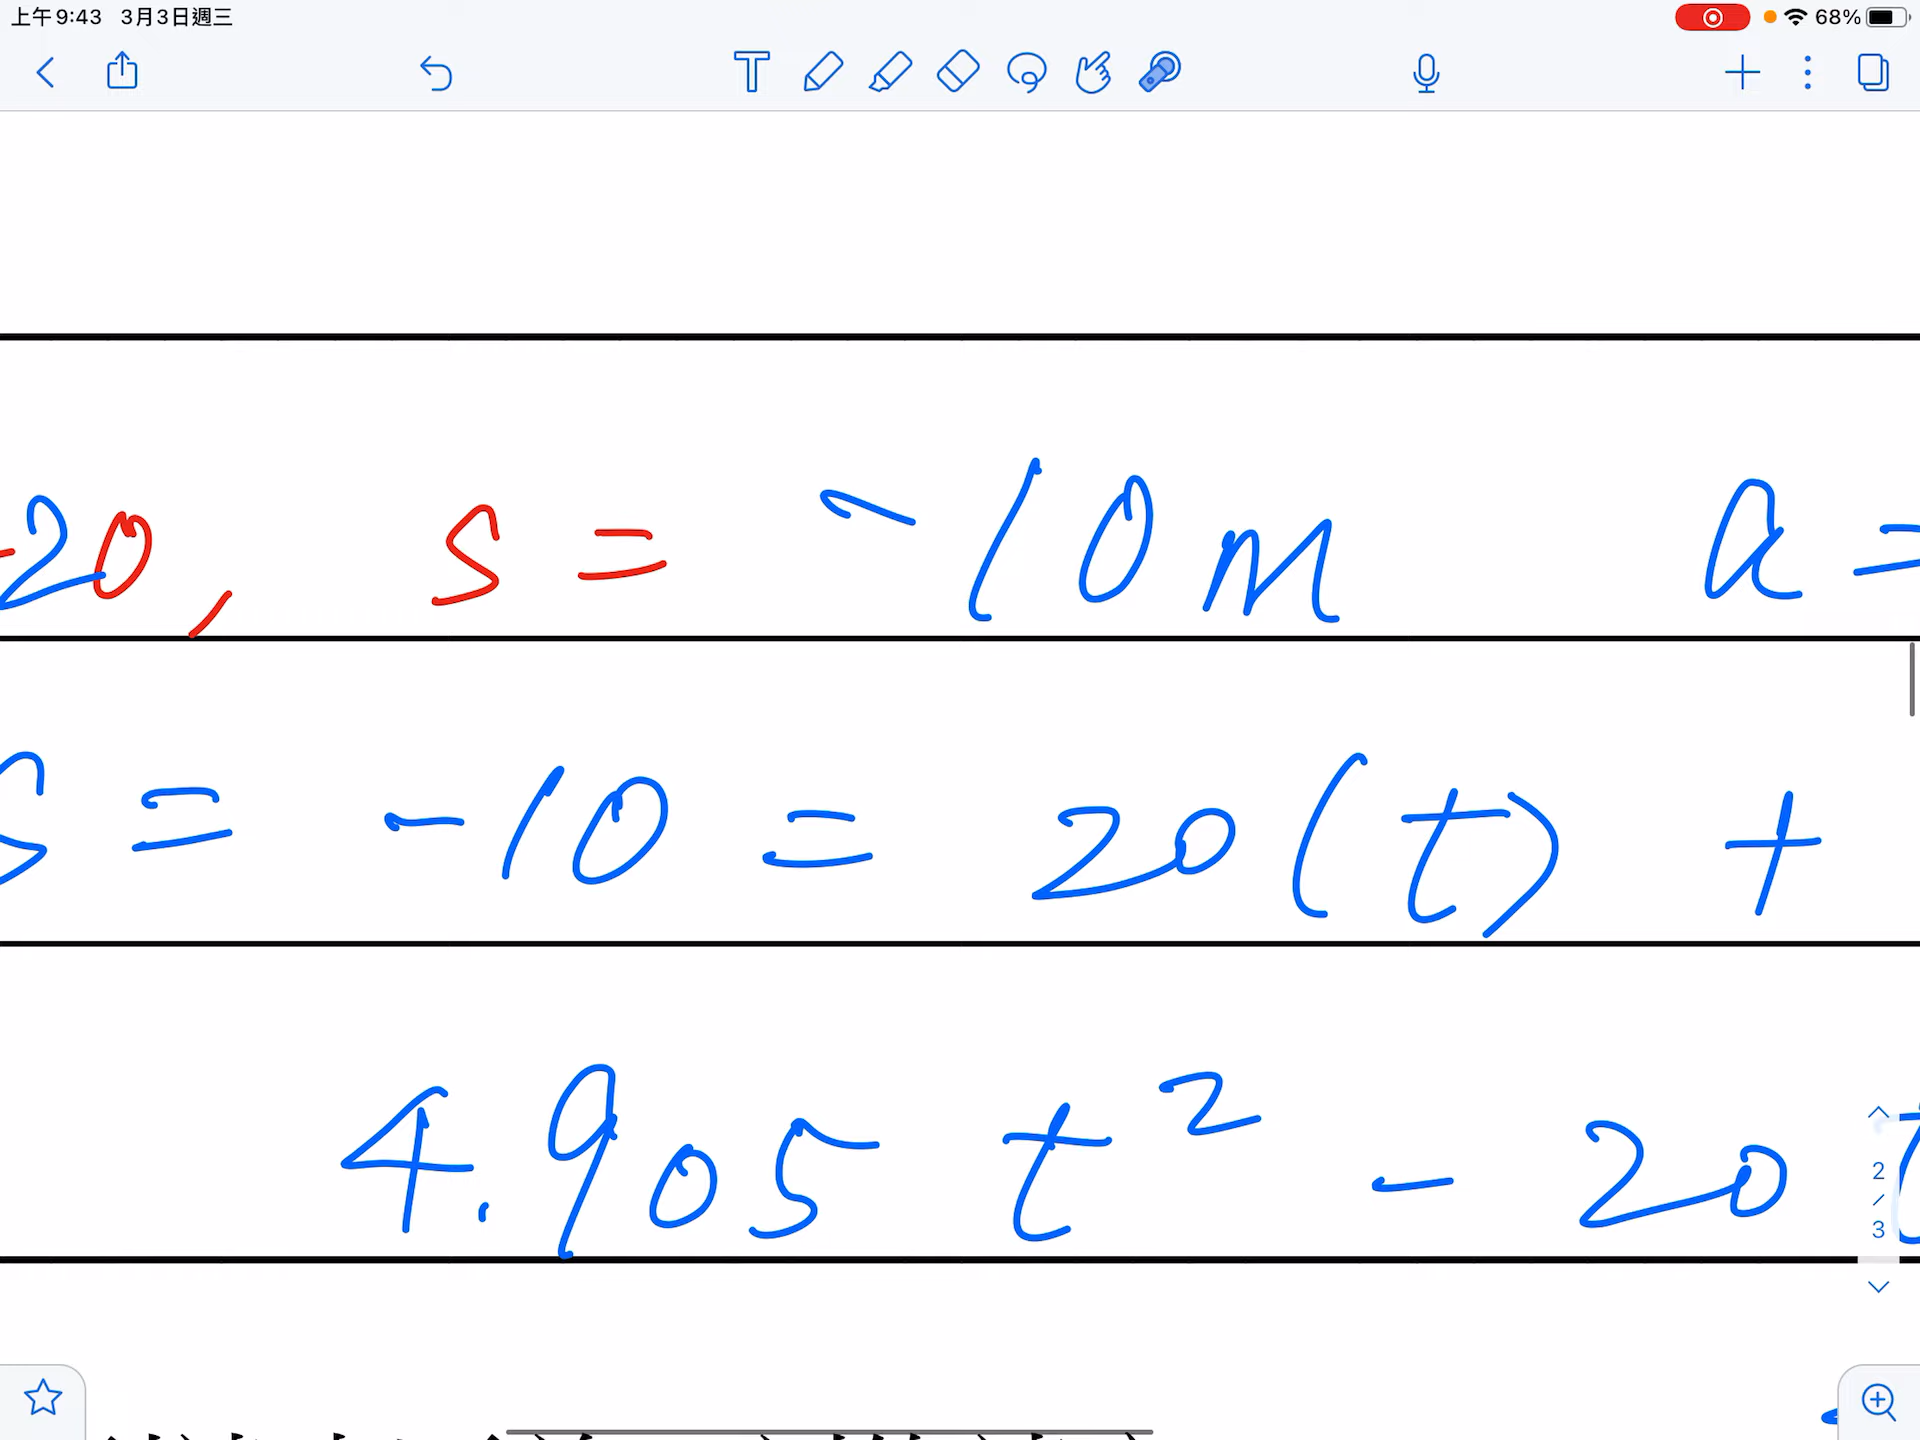 上午9:43 3月3日週三 68%
T
20, s = -10m a =
S = -10 = 20(t) +
4.905 t² - 20t
2
/
3